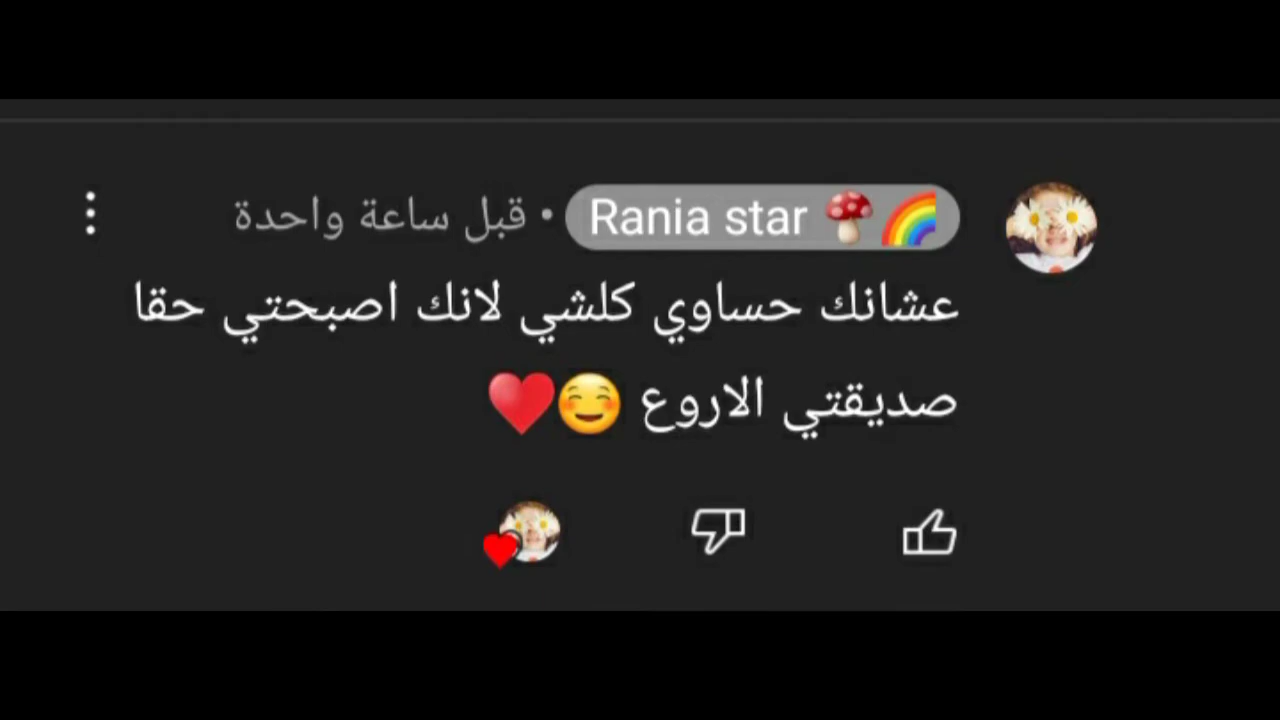 Rania star 🍄🌈 • قبل ساعة واحدة
عشانك حساوي كلشي لانك اصبحتي حقا
صديقتي الاروع ☺️♥️